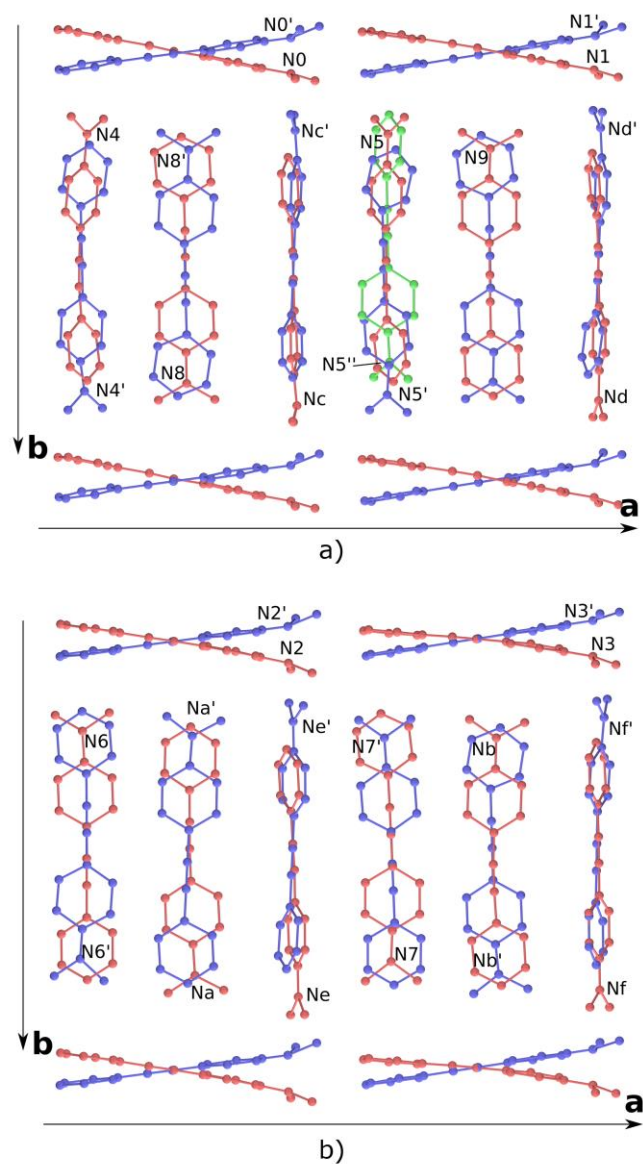 N0' N1'
N0 N1
N4 Nc' N5 Nd'
N8' N9
N8 N5''
N4' Nc N5' Nd
b
a
a)
N2' N3'
N2 N3
Na' Ne' Nf'
N6 N7' Nb
N6' N7 Nb'
Na Ne Nf
b
a
b)